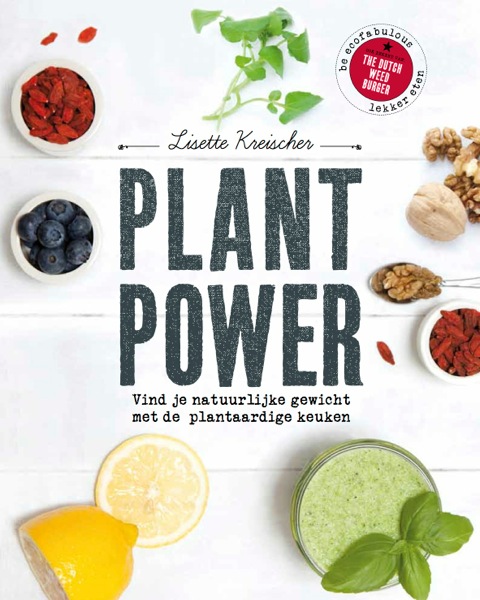 be ecofabulous
THE DUTCH
WEED
BURGER
lekker eten
Lisette Kreischer
PLANT
POWER
Vind je natuurlijke gewicht
met de plantaardige keuken